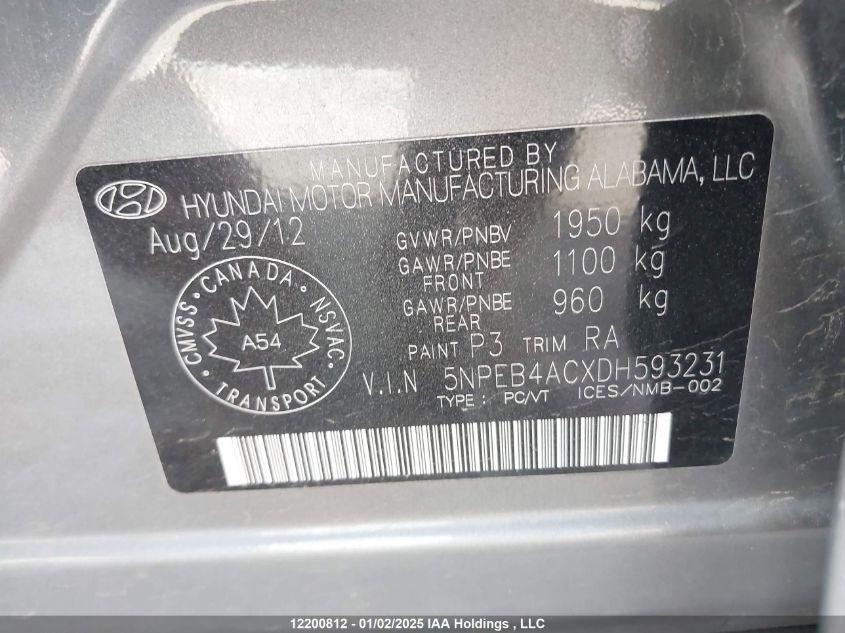 MANUFACTURED BY
HYUNDAI MOTOR MANUFACTURING ALABAMA, LLC
Aug/29/12
GVWR/PNBV 1950 kg
GAWR/PNBE FRONT 1100 kg
GAWR/PNBE REAR 960 kg
PAINT P3 TRIM RA
CANADA
CMVSS
NSVAC
A54
TRANSPORT
V.I.N 5NPEB4ACXDH593231
TYPE : PC/VT ICES/NMB-002
12200812 - 01/02/2025 IAA Holdings , LLC